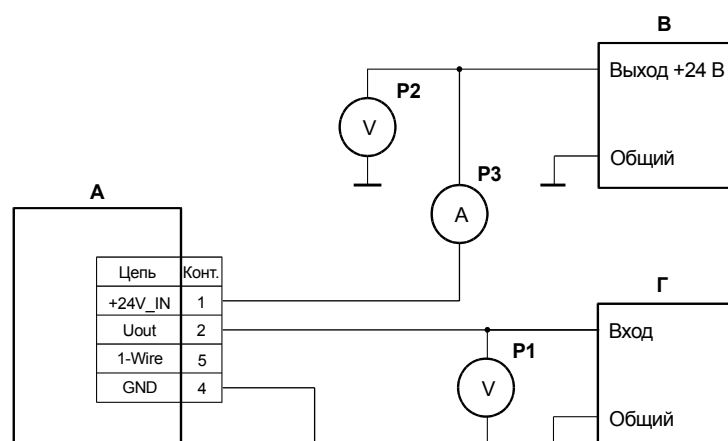 В
Выход +24 В
P2
V
Общий
P3
A
А
Цепь Конт.
+24V_IN 1
Uout 2
1-Wire 5
GND 4
Г
Вход
P1
V
Общий